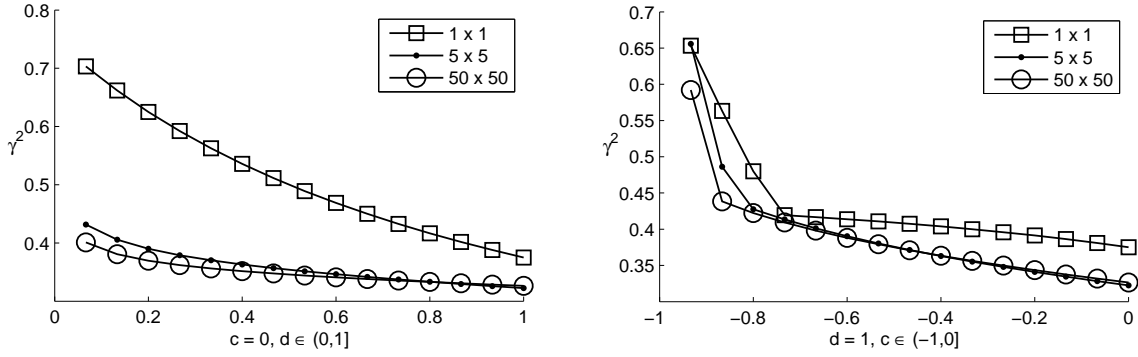 0.8
0.7
0.6
0.5
0.4
γ²
0 0.2 0.4 0.6 0.8 1
c = 0, d ∈ (0,1]
1 x 1
5 x 5
50 x 50
0.7
0.65
0.6
0.55
0.5
0.45
0.4
0.35
γ²
−1 −0.8 −0.6 −0.4 −0.2 0
d = 1, c ∈ (−1,0]
1 x 1
5 x 5
50 x 50